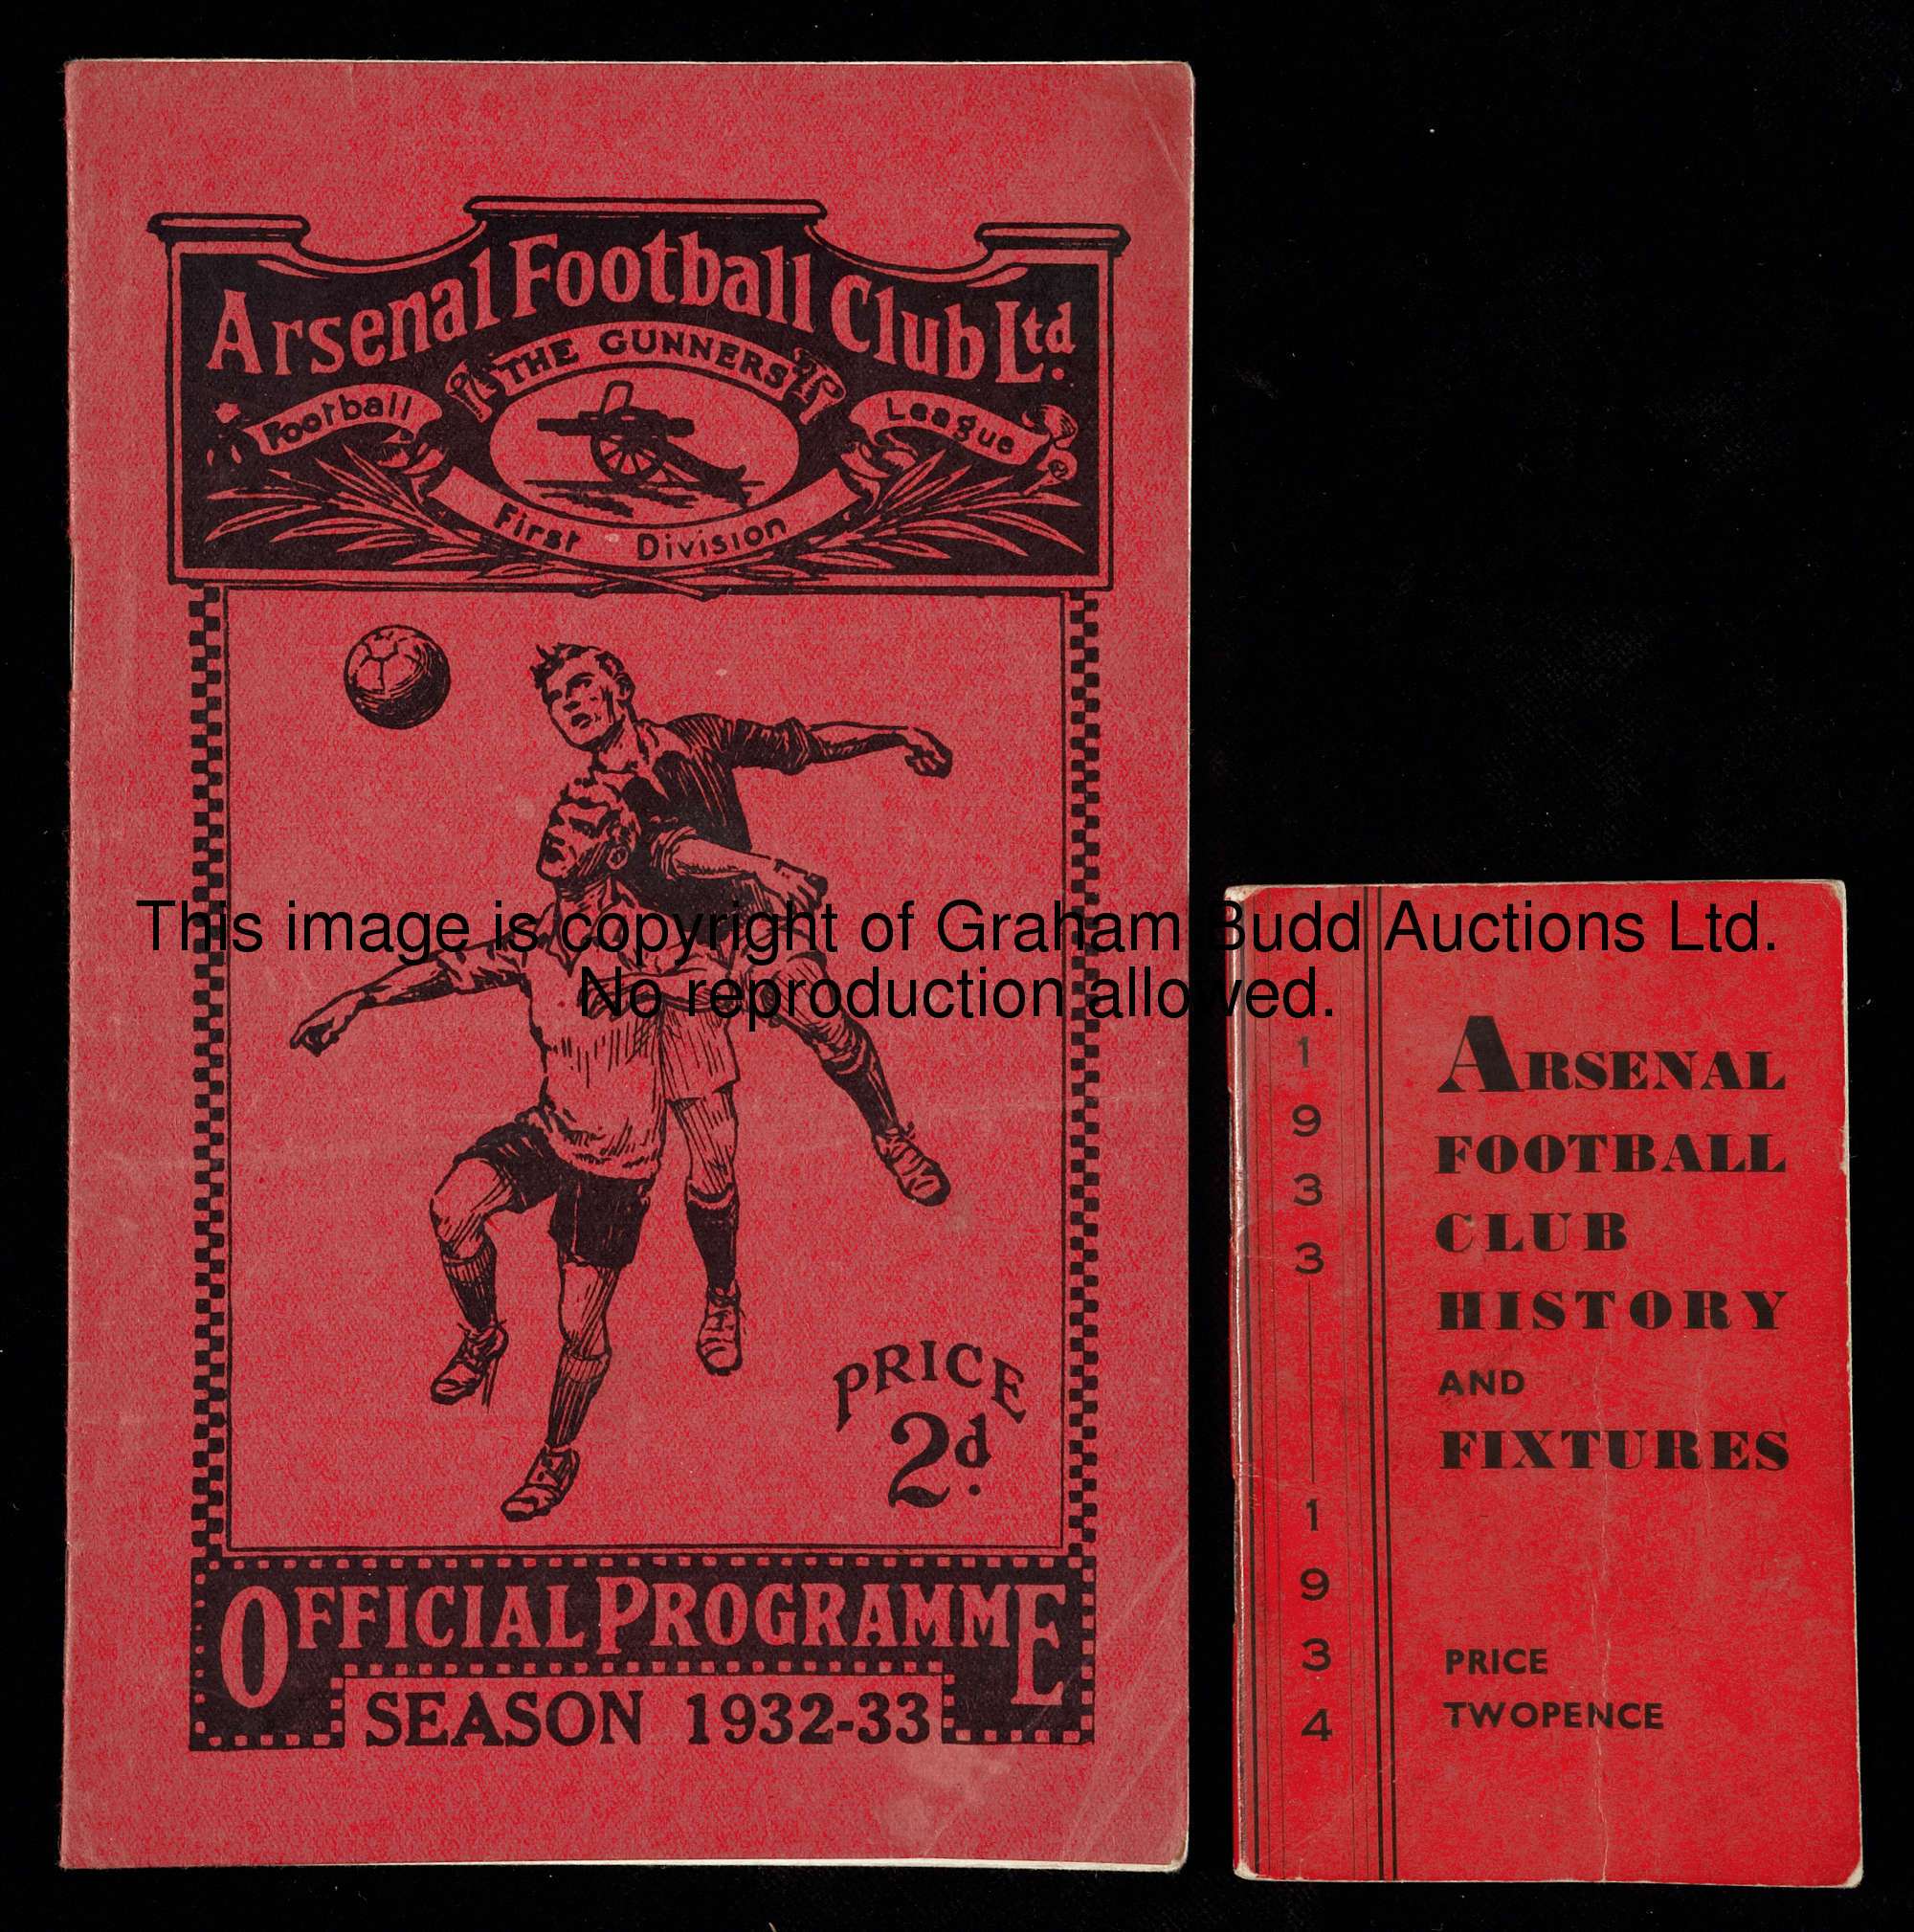 Arsenal Football Club Ltd.
THE GUNNERS
Football League
First Division
PRICE
2d.
OFFICIAL PROGRAMME
SEASON 1932-33
This image is copyright of Graham Budd Auctions Ltd.
No reproduction allowed.
1933—1934
ARSENAL
FOOTBALL
CLUB
HISTORY
AND
FIXTURES
PRICE
TWOPENCE